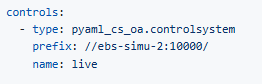 controls:
  - type: pyaml_cs_oa.controlsystem
    prefix: //ebs-simu-2:10000/
    name: live